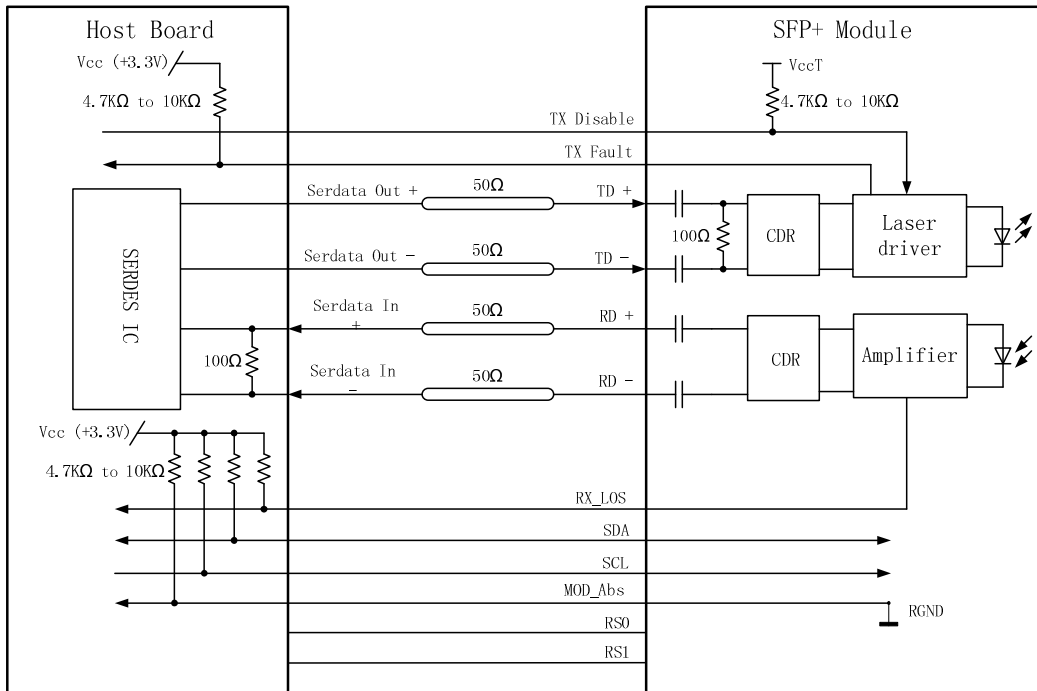 Host Board
SFP+ Module
Vcc (+3.3V)
4.7KΩ to 10KΩ
VccT
4.7KΩ to 10KΩ
TX Disable
TX Fault
Serdata Out +
50Ω
TD +
Serdata Out -
50Ω
TD -
100Ω
CDR
Laser
driver
SERDES IC
Serdata In
+
50Ω
RD +
100Ω
Serdata In
-
50Ω
RD -
CDR
Amplifier
Vcc (+3.3V)
4.7KΩ to 10KΩ
RX_LOS
SDA
SCL
MOD_Abs
RGND
RS0
RS1